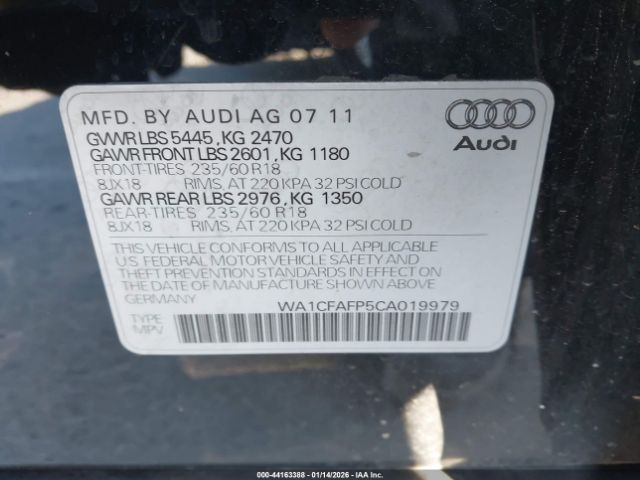 MFD. BY AUDI AG 07 11
GVWR LBS 5445, KG 2470
GAWR FRONT LBS 2601, KG 1180
FRONT-TIRES 235/60 R18
8JX18 RIMS, AT 220 KPA 32 PSI COLD
GAWR REAR LBS 2976, KG 1350
REAR-TIRES 235/60 R18
8JX18 RIMS, AT 220 KPA 32 PSI COLD
Audi
THIS VEHICLE CONFORMS TO ALL APPLICABLE
U.S. FEDERAL MOTOR VEHICLE SAFETY AND
THEFT PREVENTION STANDARDS IN EFFECT ON
THE DATE OF MANUFACTURE SHOWN ABOVE
WA1CFAFP5CA019979
TYPE
MPV
000-44163388 - 01/14/2026 - IAA, Inc.